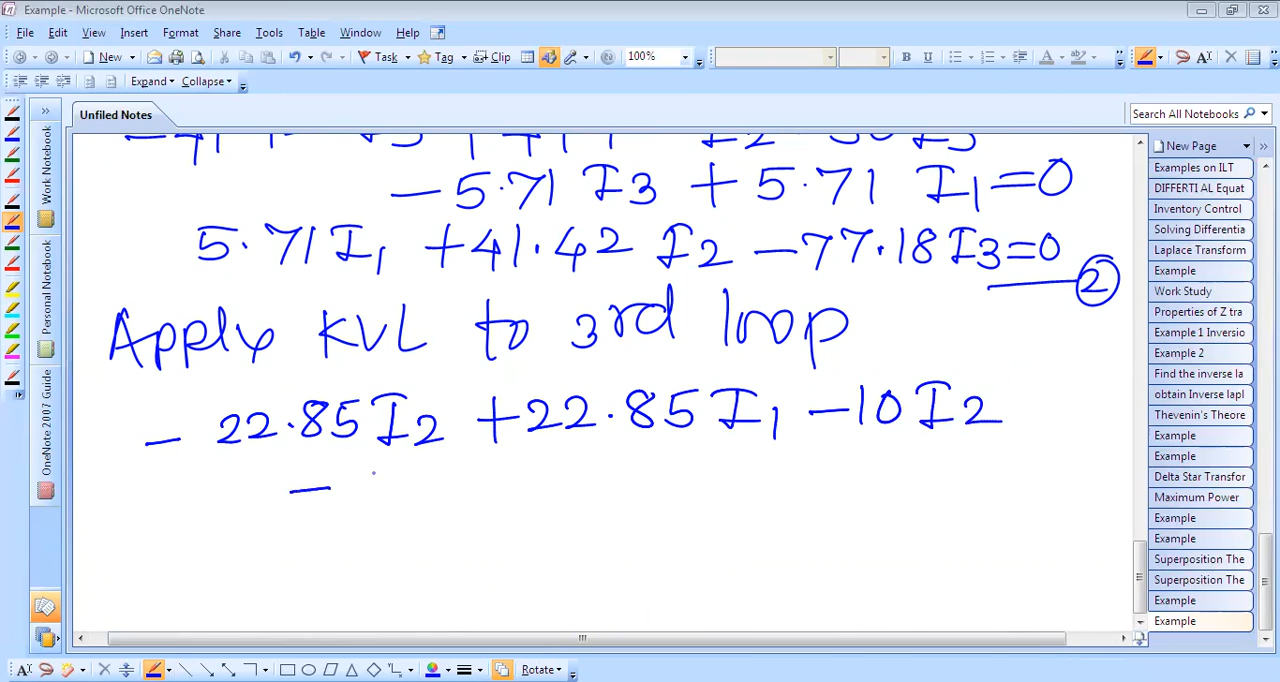 Example - Microsoft Office OneNote
File Edit View Insert Format Share Tools Table Window Help
New Task Tag Clip 100% B U
Expand Collapse
Unfiled Notes
Search All Notebooks
New Page
Work Notebook
Personal Notebook
OneNote 2007 Guide
- 5.71 I3 + 5.71 I1 = 0
5.71 I1 + 41.42 I2 - 77.18 I3 = 0
2
Apply KVL to 3rd loop
- 22.85 I2 + 22.85 I1 - 10 I2
-
Examples on ILT
DIFFERTI AL Equat
Inventory Control
Solving Differentia
Laplace Transform
Example
Work Study
Properties of Z tra
Example 1 Inversio
Example 2
Find the inverse la
obtain Inverse lapl
Thevenin's Theore
Example
Example
Delta Star Transfor
Maximum Power
Example
Example
Superposition The
Superposition The
Example
Example
Rotate